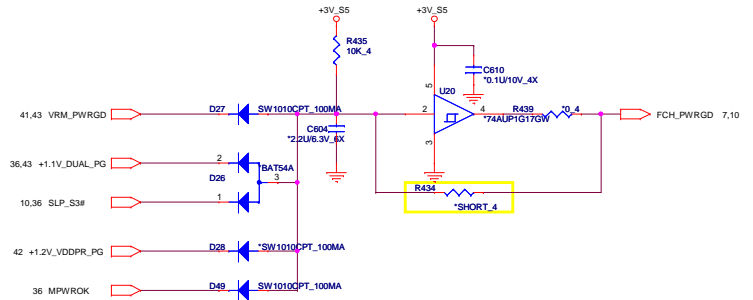 +3V_S5
+3V_S5
R435
10K_4
C610
*0.1U/10V_4X
5
U20
41,43 VRM_PWRGD
D27
SW1010CPT_100MA
2
4
R439
*0_4
FCH_PWRGD 7,10
C604
*2.2U/6.3V_6X
*74AUP1G17GW
3
36,43 +1.1V_DUAL_PG
2
*BAT54A
3
D26
R434
*SHORT_4
10,36 SLP_S3#
1
42 +1.2V_VDDPR_PG
D28
*SW1010CPT_100MA
36 MPWROK
D49
SW1010CPT_100MA